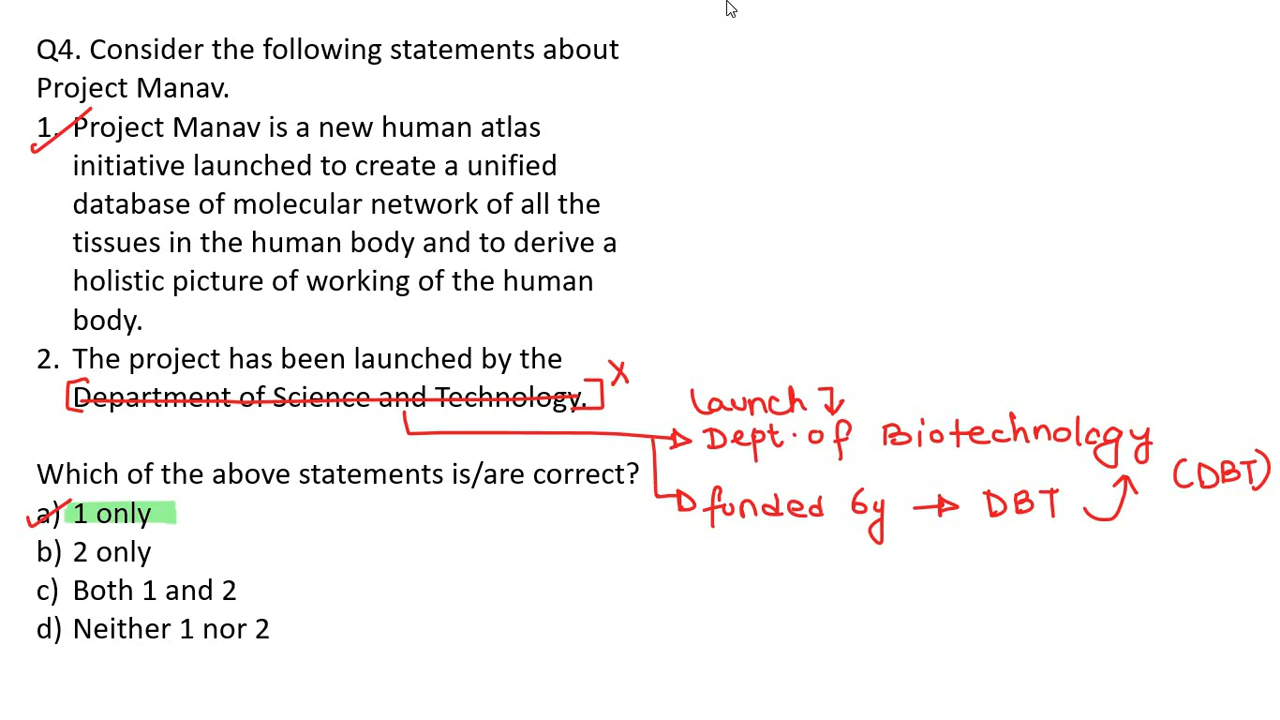 Q4. Consider the following statements about
Project Manav.
1. Project Manav is a new human atlas
initiative launched to create a unified
database of molecular network of all the
tissues in the human body and to derive a
holistic picture of working of the human
body.
2. The project has been launched by the
Department of Science and Technology. X
Launch
Dept. of Biotechnology
(DBT)
Which of the above statements is/are correct?
funded by → DBT
a) 1 only
b) 2 only
c) Both 1 and 2
d) Neither 1 nor 2